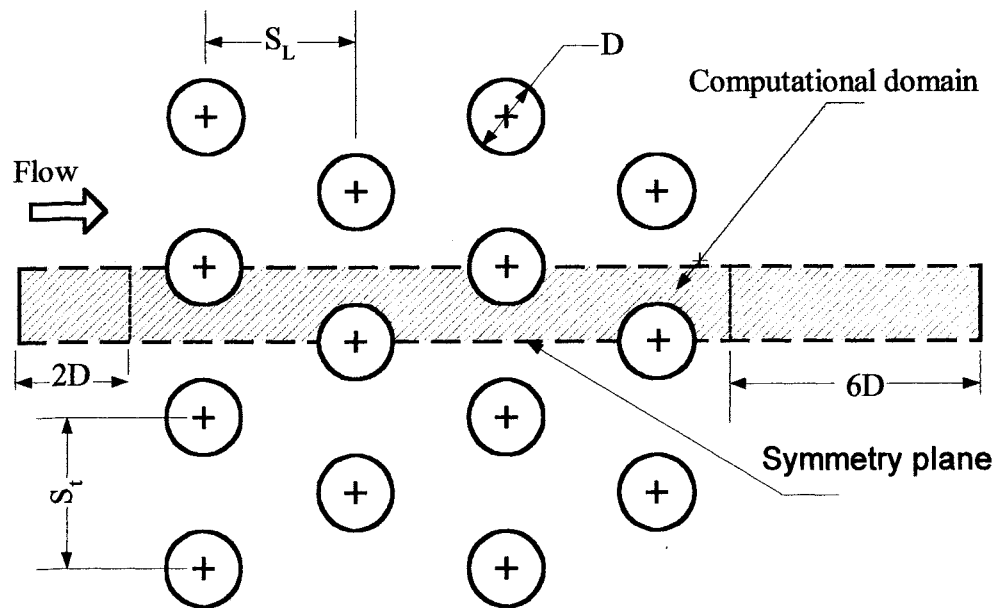 S_L
D
Computational domain
Flow
2D
6D
S_t
Symmetry plane